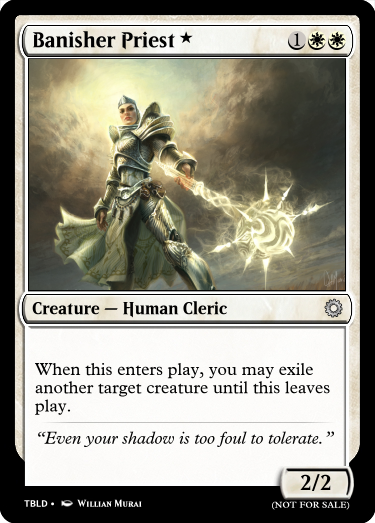 Banisher Priest ★ 1
Creature — Human Cleric
When this enters play, you may exile
another target creature until this leaves
play.
“Even your shadow is too foul to tolerate.”
2/2
TBLD • Willian Murai
(NOT FOR SALE)